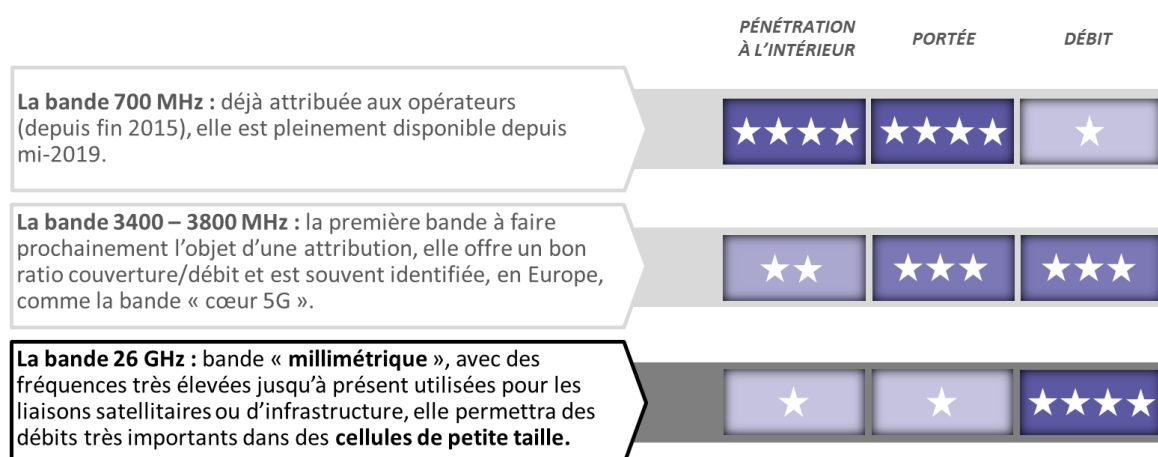 PÉNÉTRATION
À L'INTÉRIEUR
PORTÉE
DÉBIT
La bande 700 MHz : déjà attribuée aux opérateurs
(depuis fin 2015), elle est pleinement disponible depuis
mi-2019.
La bande 3400 – 3800 MHz : la première bande à faire
prochainement l'objet d'une attribution, elle offre un bon
ratio couverture/débit et est souvent identifiée, en Europe,
comme la bande « cœur 5G ».
La bande 26 GHz : bande « millimétrique », avec des
fréquences très élevées jusqu'à présent utilisées pour les
liaisons satellitaires ou d'infrastructure, elle permettra des
débits très importants dans des cellules de petite taille.